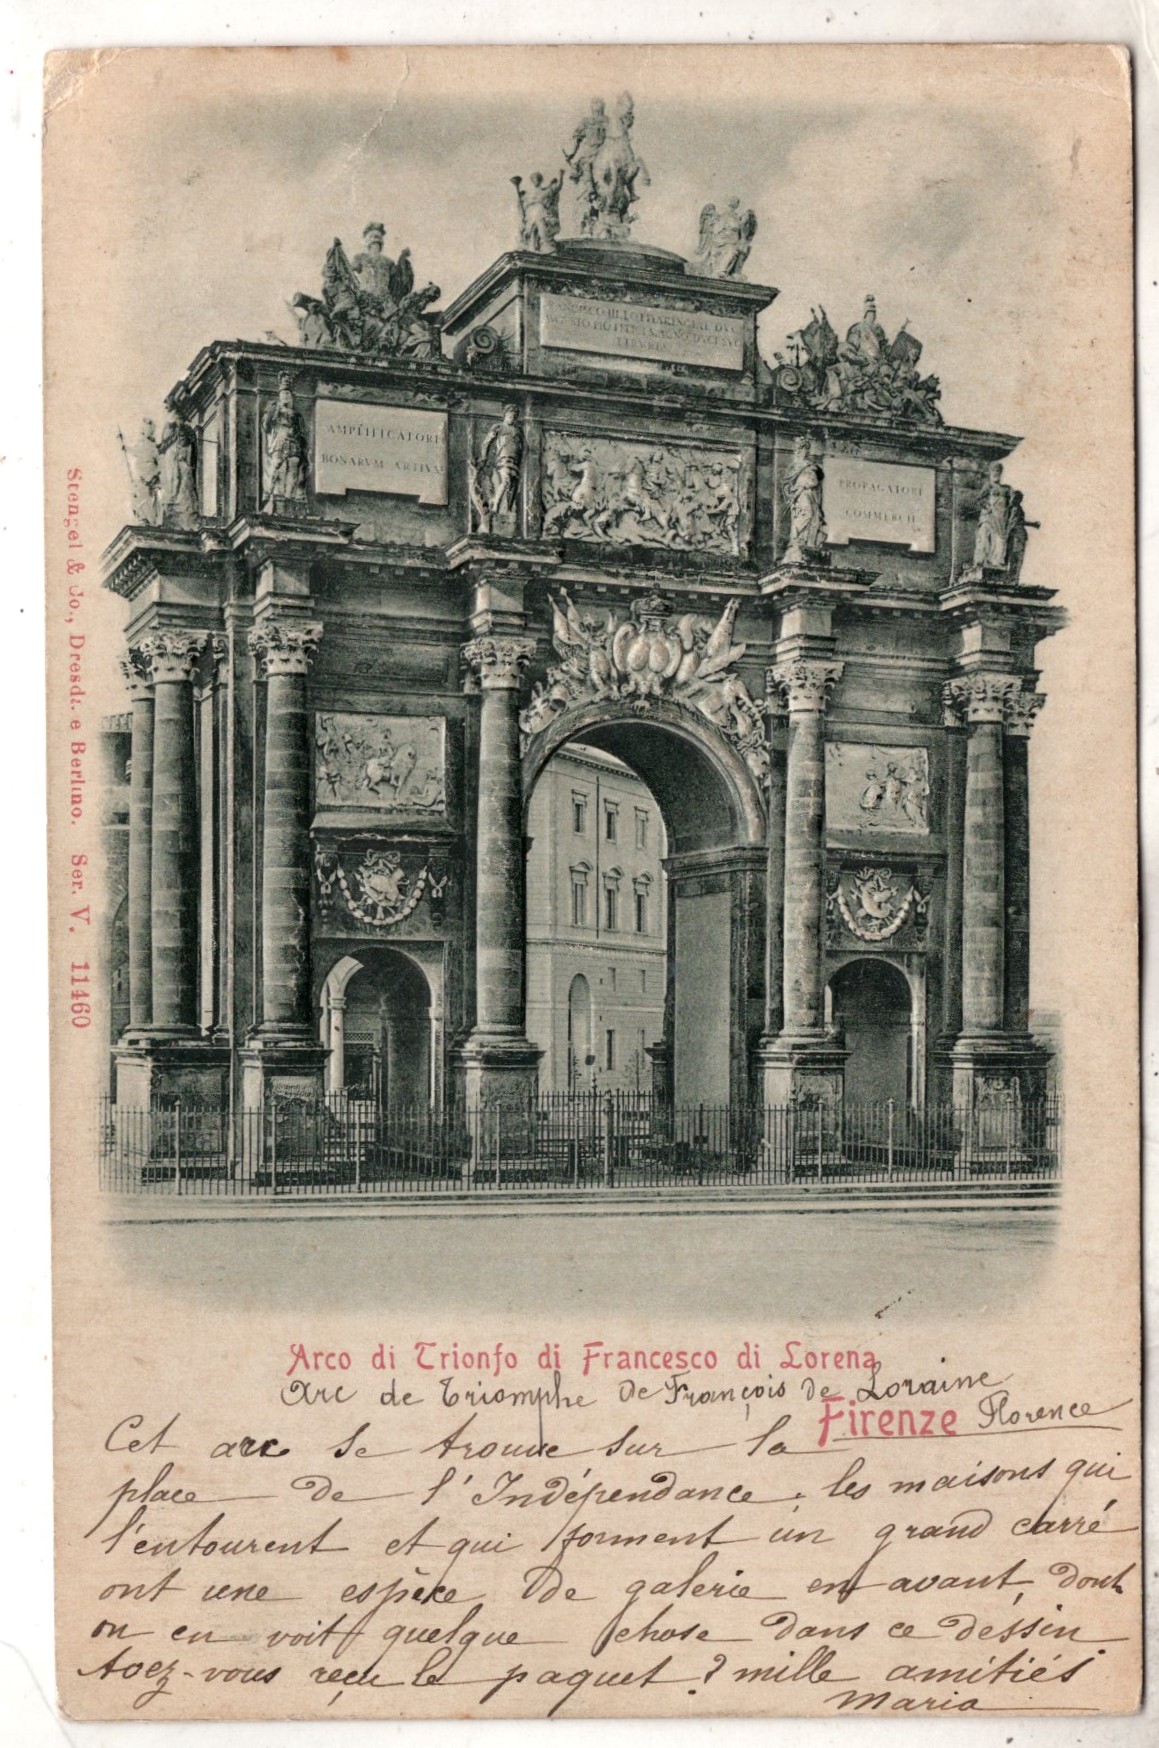 AMPLIFICATORI
BONARVM ARTIVM
PROPAGATORI
COMMERCII
Stengel & Co., Dresda e Berlino. Ser. V. 11460
Arco di Trionfo di Francesco di Lorena
Arc de Triomphe de François de Loraine
Firenze Florence
Cet arc se trouve sur la
place de l'Indépendance, les maisons qui
l'entourent et qui forment un grand carré
ont une espèce de galerie en avant, dont
on en voit quelque chose dans ce dessin.
Avez-vous reçu le paquet? mille amitiés
Maria